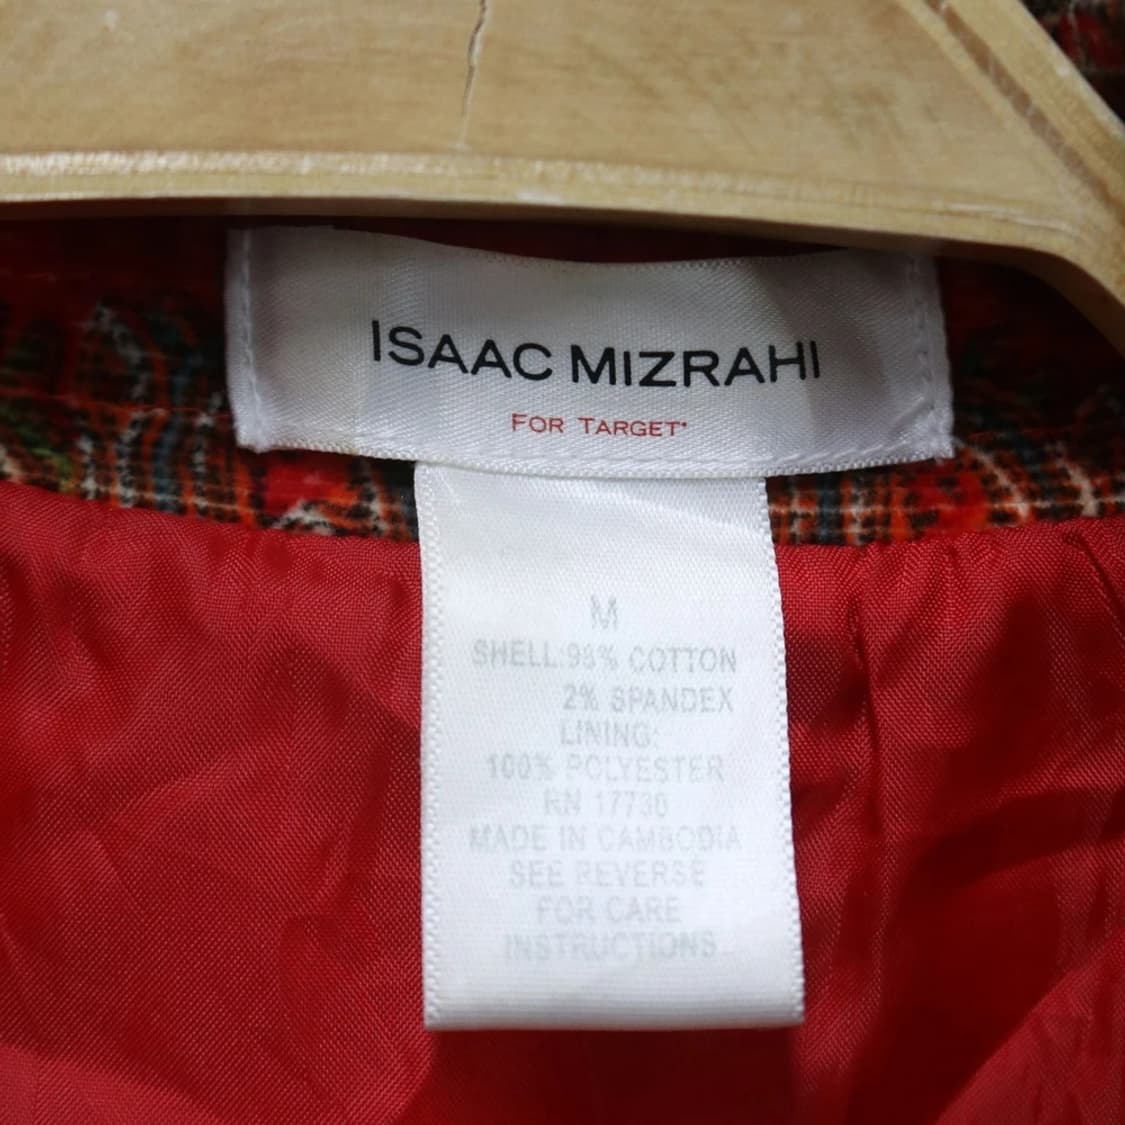 ISAAC MIZRAHI
FOR TARGET*
M
SHELL:98% COTTON
2% SPANDEX
LINING:
100% POLYESTER
RN 17730
MADE IN CAMBODIA
SEE REVERSE
FOR CARE
INSTRUCTIONS